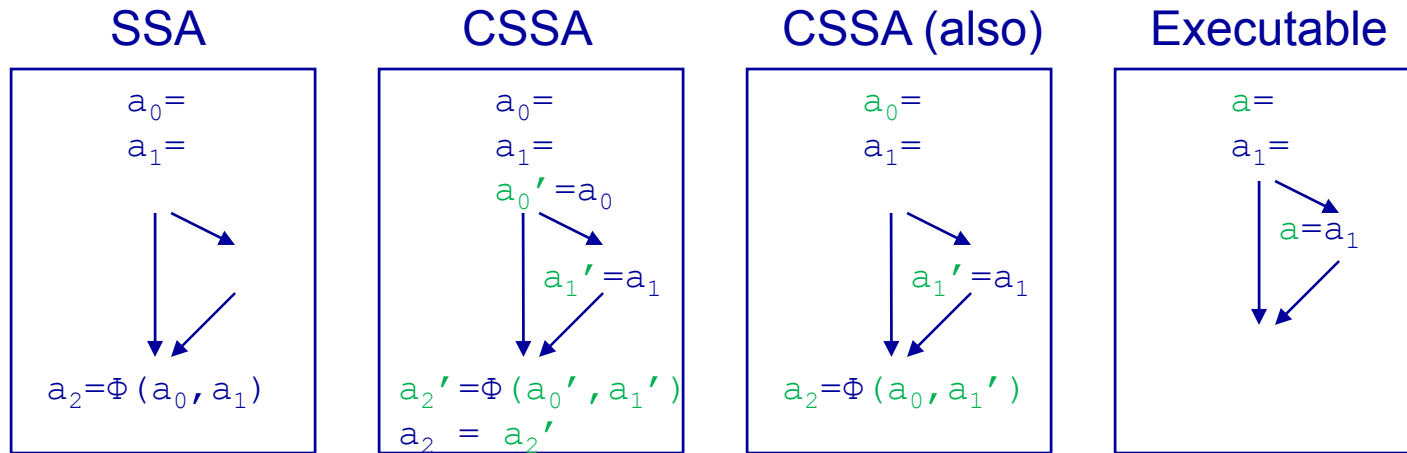 SSA
a₀=
a₁=
a₂=Φ(a₀,a₁)
CSSA
a₀=
a₁=
a₀'=a₀
a₁'=a₁
a₂'=Φ(a₀',a₁')
a₂ = a₂'
CSSA (also)
a₀=
a₁=
a₁'=a₁
a₂=Φ(a₀,a₁')
Executable
a=
a₁=
a=a₁